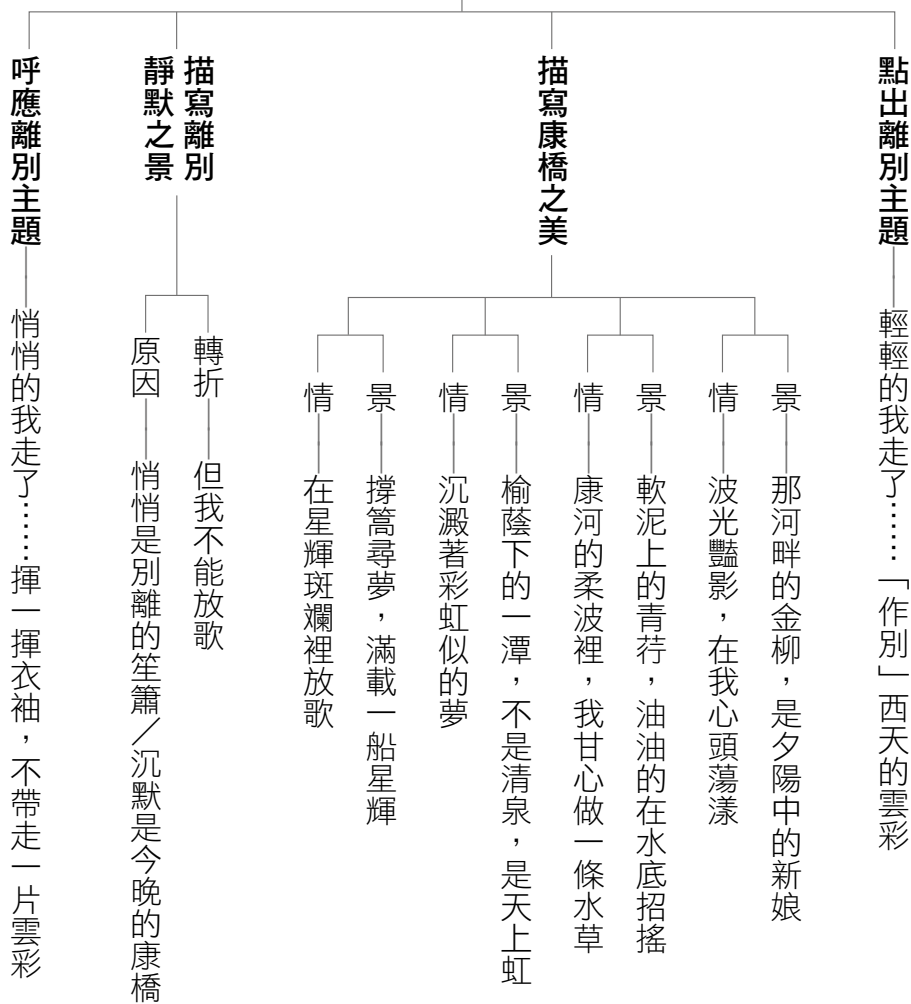 點出離別主題
輕輕的我走了……「作別」西天的雲彩
描寫康橋之美
景
那河畔的金柳，是夕陽中的新娘
情
波光豔影，在我心頭蕩漾
景
軟泥上的青荇，油油的在水底招搖
情
康河的柔波裡，我甘心做一條水草
景
榆蔭下的一潭，不是清泉，是天上虹
情
沉澱著彩虹似的夢
景
撐篙尋夢，滿載一船星輝
情
在星輝斑斕裡放歌
描寫離別
靜默之景
轉折
但我不能放歌
原因
悄悄是別離的笙簫／沉默是今晚的康橋
呼應離別主題
悄悄的我走了……揮一揮衣袖，不帶走一片雲彩